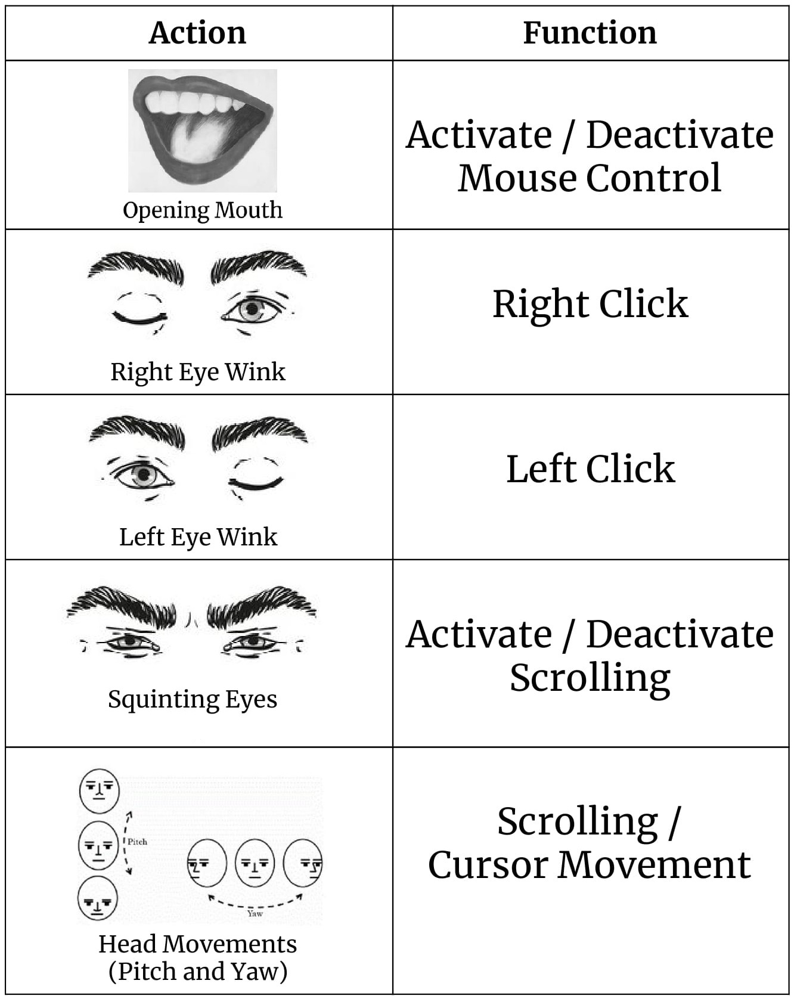 Action
Function
Opening Mouth
Activate / Deactivate
Mouse Control
Right Eye Wink
Right Click
Left Eye Wink
Left Click
Squinting Eyes
Activate / Deactivate
Scrolling
Pitch
Yaw
Head Movements
(Pitch and Yaw)
Scrolling /
Cursor Movement